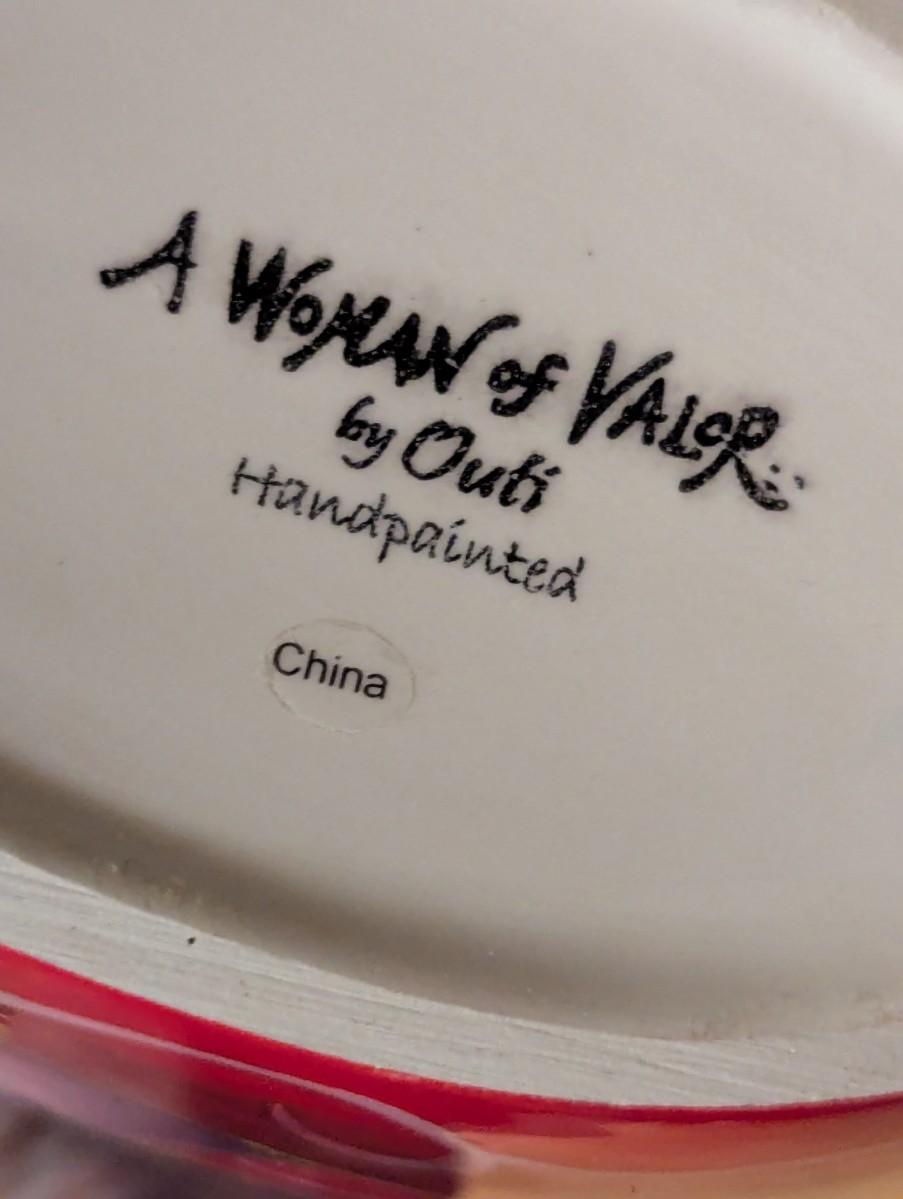 A WOMAN of VALOR
by Outi
Handpainted
China